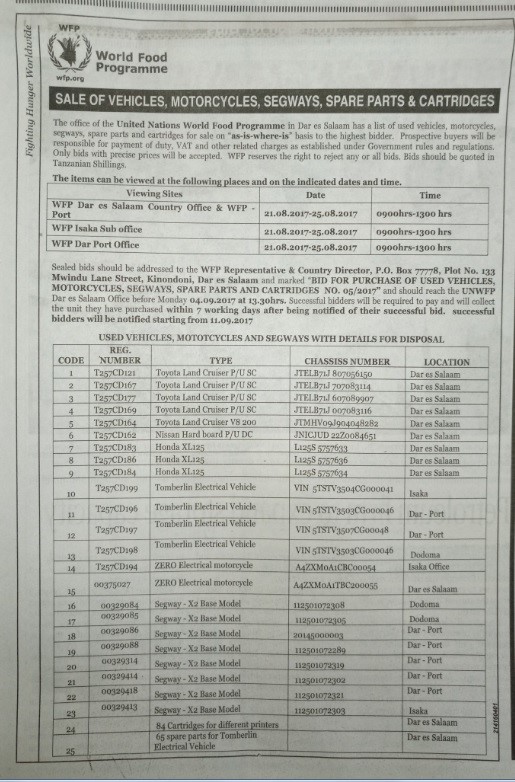 Fighting Hunger Worldwide
WFP
wfp.org
World Food
Programme
SALE OF VEHICLES, MOTORCYCLES, SEGWAYS, SPARE PARTS & CARTRIDGES
The office of the United Nations World Food Programme in Dar es Salaam has a list of used vehicles, motorcycles,
segways, spare parts and cartridges for sale on "as-is-where-is" basis to the highest bidder. Prospective buyers will be
responsible for payment of duty, VAT and other related charges as established under Government rules and regulations.
Only bids with precise prices will be accepted. WFP reserves the right to reject any or all bids. Bids should be quoted in
Tanzanian Shillings.
The items can be viewed at the following places and on the indicated dates and time.
Viewing Sites Date Time
WFP Dar es Salaam Country Office & WFP -
Port 21.08.2017-25.08.2017 0900hrs-1300 hrs
WFP Isaka Sub office 21.08.2017-25.08.2017 0900hrs-1300 hrs
WFP Dar Port Office 21.08.2017-25.08.2017 0900hrs-1300 hrs
Sealed bids should be addressed to the WFP Representative & Country Director, P.O. Box 77778, Plot No. 133
Mwindu Lane Street, Kinondoni, Dar es Salaam and marked "BID FOR PURCHASE OF USED VEHICLES,
MOTORCYCLES, SEGWAYS, SPARE PARTS AND CARTRIDGES NO. 05/2017" and should reach the UNWFP
Dar es Salaam Office before Monday 04.09.2017 at 13.30hrs. Successful bidders will be required to pay and will collect
the unit they have purchased within 7 working days after being notified of their successful bid. successful
bidders will be notified starting from 11.09.2017
USED VEHICLES, MOTOTCYCLES AND SEGWAYS WITH DETAILS FOR DISPOSAL
CODE REG. NUMBER TYPE CHASSISS NUMBER LOCATION
1 T257CD121 Toyota Land Cruiser P/U SC JTELB71J 807056150 Dar es Salaam
2 T257CD167 Toyota Land Cruiser P/U SC JTELB71J 707083114 Dar es Salaam
3 T257CD177 Toyota Land Cruiser P/U SC JTELB71J 607089907 Dar es Salaam
4 T257CD169 Toyota Land Cruiser P/U SC JTELB71J 007083116 Dar es Salaam
5 T257CD164 Toyota Land Cruiser V8 200 JTMHV09J904048282 Dar es Salaam
6 T257CD162 Nissan Hard board P/U DC JN1CJUD 22Z0084651 Dar es Salaam
7 T257CD183 Honda XL125 L125S 5757633 Dar es Salaam
8 T257CD186 Honda XL125 L125S 5757636 Dar es Salaam
9 T257CD184 Honda XL125 L125S 5757634 Dar es Salaam
10 T257CD199 Tomberlin Electrical Vehicle VIN 5TSTV3504CG000041 Isaka
11 T257CD196 Tomberlin Electrical Vehicle VIN 5TSTV3503CG000046 Dar - Port
12 T257CD197 Tomberlin Electrical Vehicle VIN 5TSTV3507CG00048 Dar - Port
13 T257CD198 Tomberlin Electrical Vehicle VIN 5TSTV3503CG000046 Dodoma
14 T257CD194 ZERO Electrical motorcycle A4ZXM0A1CBC00054 Isaka Office
15 00375027 ZERO Electrical motorcycle A4ZXM0A1TBC200055 Dar es Salaam
16 00329084 Segway - X2 Base Model 112501072308 Dodoma
17 00329085 Segway - X2 Base Model 112501072305 Dodoma
18 00329086 Segway - X2 Base Model 20145000003 Dar - Port
19 00329088 Segway - X2 Base Model 112501072289 Dar - Port
20 00329314 Segway - X2 Base Model 112501072319 Dar - Port
21 00329414 Segway - X2 Base Model 112501072302 Dar - Port
22 00329418 Segway - X2 Base Model 112501072321 Dar - Port
23 00329413 Segway - X2 Base Model 112501072303 Isaka
24 84 Cartridges for different printers Dar es Salaam
25 65 spare parts for Tomberlin Dar es Salaam
Electrical Vehicle